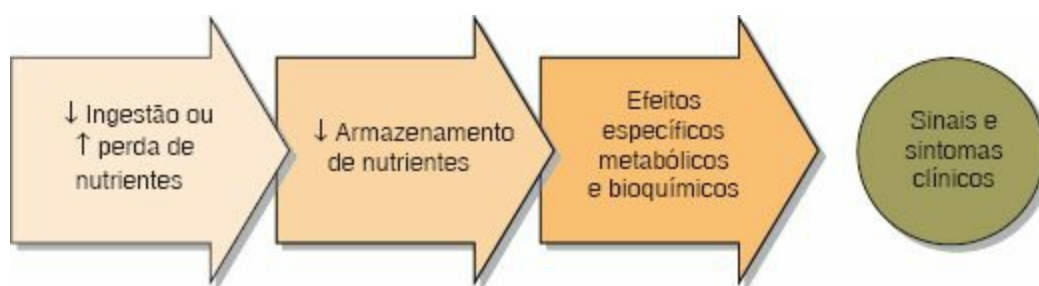 ↓ Ingestão ou
↑ perda de
nutrientes
↓ Armazenamento
de nutrientes
Efeitos
específicos
metabólicos
e bioquímicos
Sinais e
sintomas
clínicos